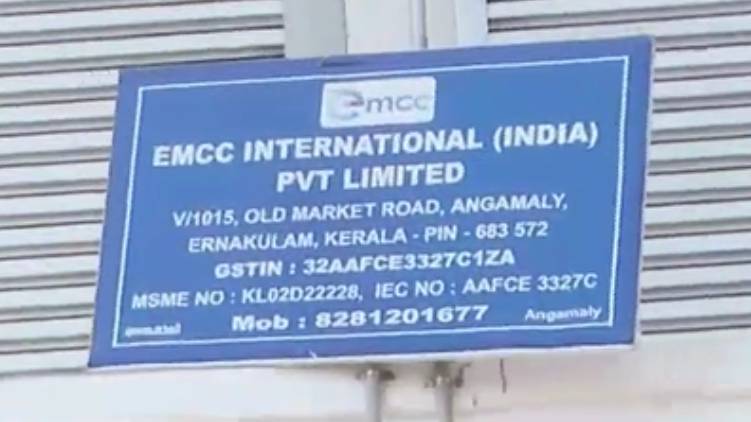 emcc
EMCC INTERNATIONAL (INDIA)
PVT LIMITED
V/1015, OLD MARKET ROAD, ANGAMALY,
ERNAKULAM, KERALA - PIN - 683 572
GSTIN : 32AAFCE3327C1ZA
MSME NO : KL02D22228, IEC NO : AAFCE 3327C
Mob : 8281201677
Angamaly